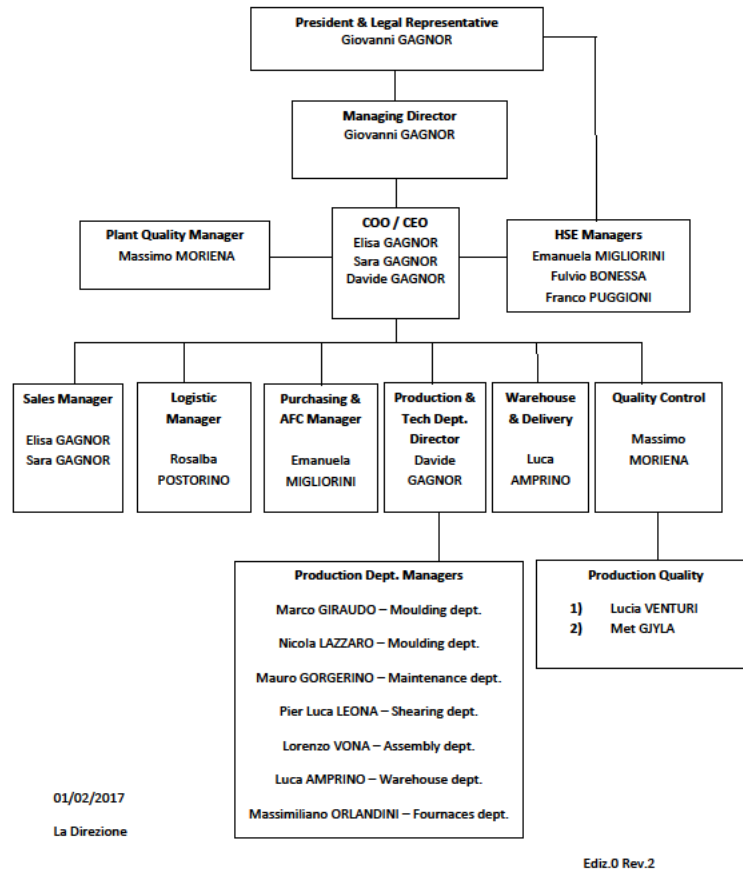 President & Legal Representative
Giovanni GAGNOR
Managing Director
Giovanni GAGNOR
COO / CEO
Elisa GAGNOR
Sara GAGNOR
Davide GAGNOR
Plant Quality Manager
Massimo MORIENA
HSE Managers
Emanuela MIGLIORINI
Fulvio BONESSA
Franco PUGGIONI
Sales Manager
Elisa GAGNOR
Sara GAGNOR
Logistic
Manager
Rosalba
POSTORINO
Purchasing &
AFC Manager
Emanuela
MIGLIORINI
Production &
Tech Dept.
Director
Davide
GAGNOR
Warehouse
& Delivery
Luca
AMPRINO
Quality Control
Massimo
MORIENA
Production Dept. Managers
Marco GIRAUDO – Moulding dept.
Nicola LAZZARO – Moulding dept.
Mauro GORGERINO – Maintenance dept.
Pier Luca LEONA – Shearing dept.
Lorenzo VONA – Assembly dept.
Luca AMPRINO – Warehouse dept.
Massimiliano ORLANDINI – Fournaces dept.
Production Quality
1) Lucia VENTURI
2) Met GJYLA
01/02/2017
La Direzione
Ediz.0 Rev.2